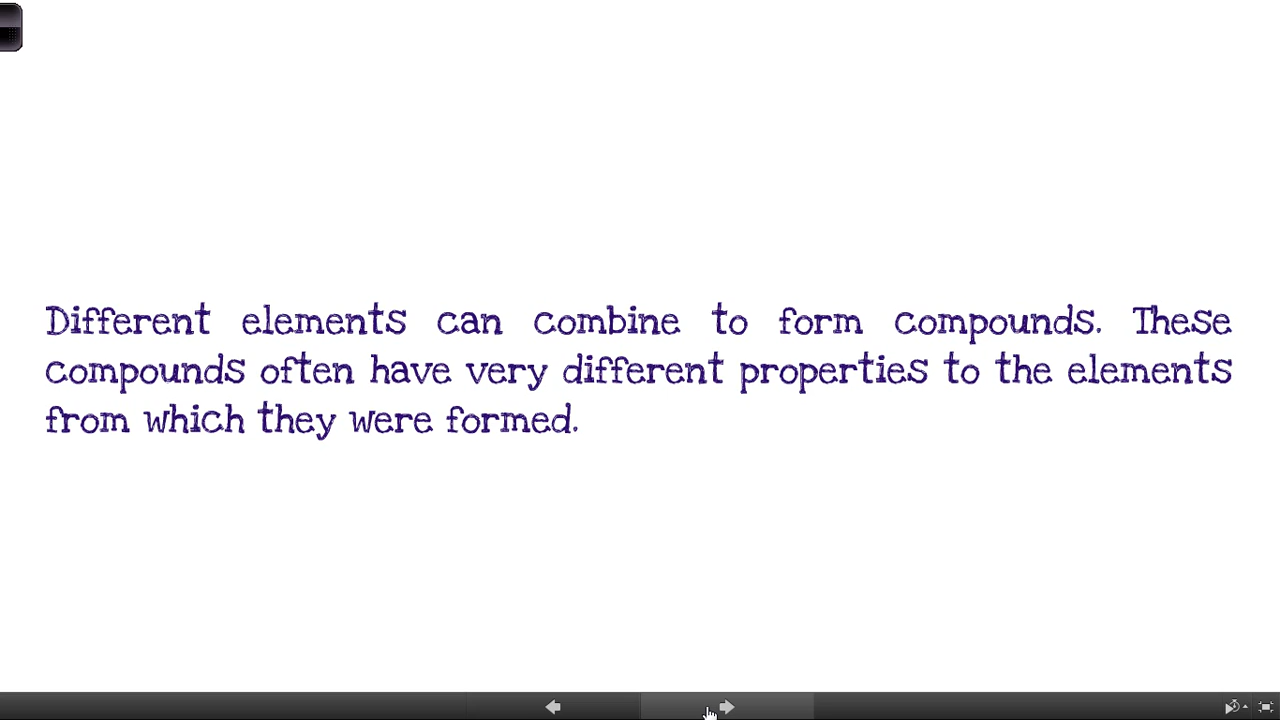 Different elements can combine to form compounds. These
compounds often have very different properties to the elements
from which they were formed.